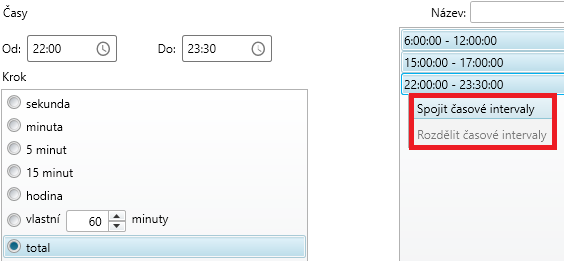 Časy
Název:
Od: 22:00 Do: 23:30
6:00:00 - 12:00:00
15:00:00 - 17:00:00
22:00:00 - 23:30:00
Spojit časové intervaly
Rozdělit časové intervaly
Krok
sekunda
minuta
5 minut
15 minut
hodina
vlastní 60 minuty
total